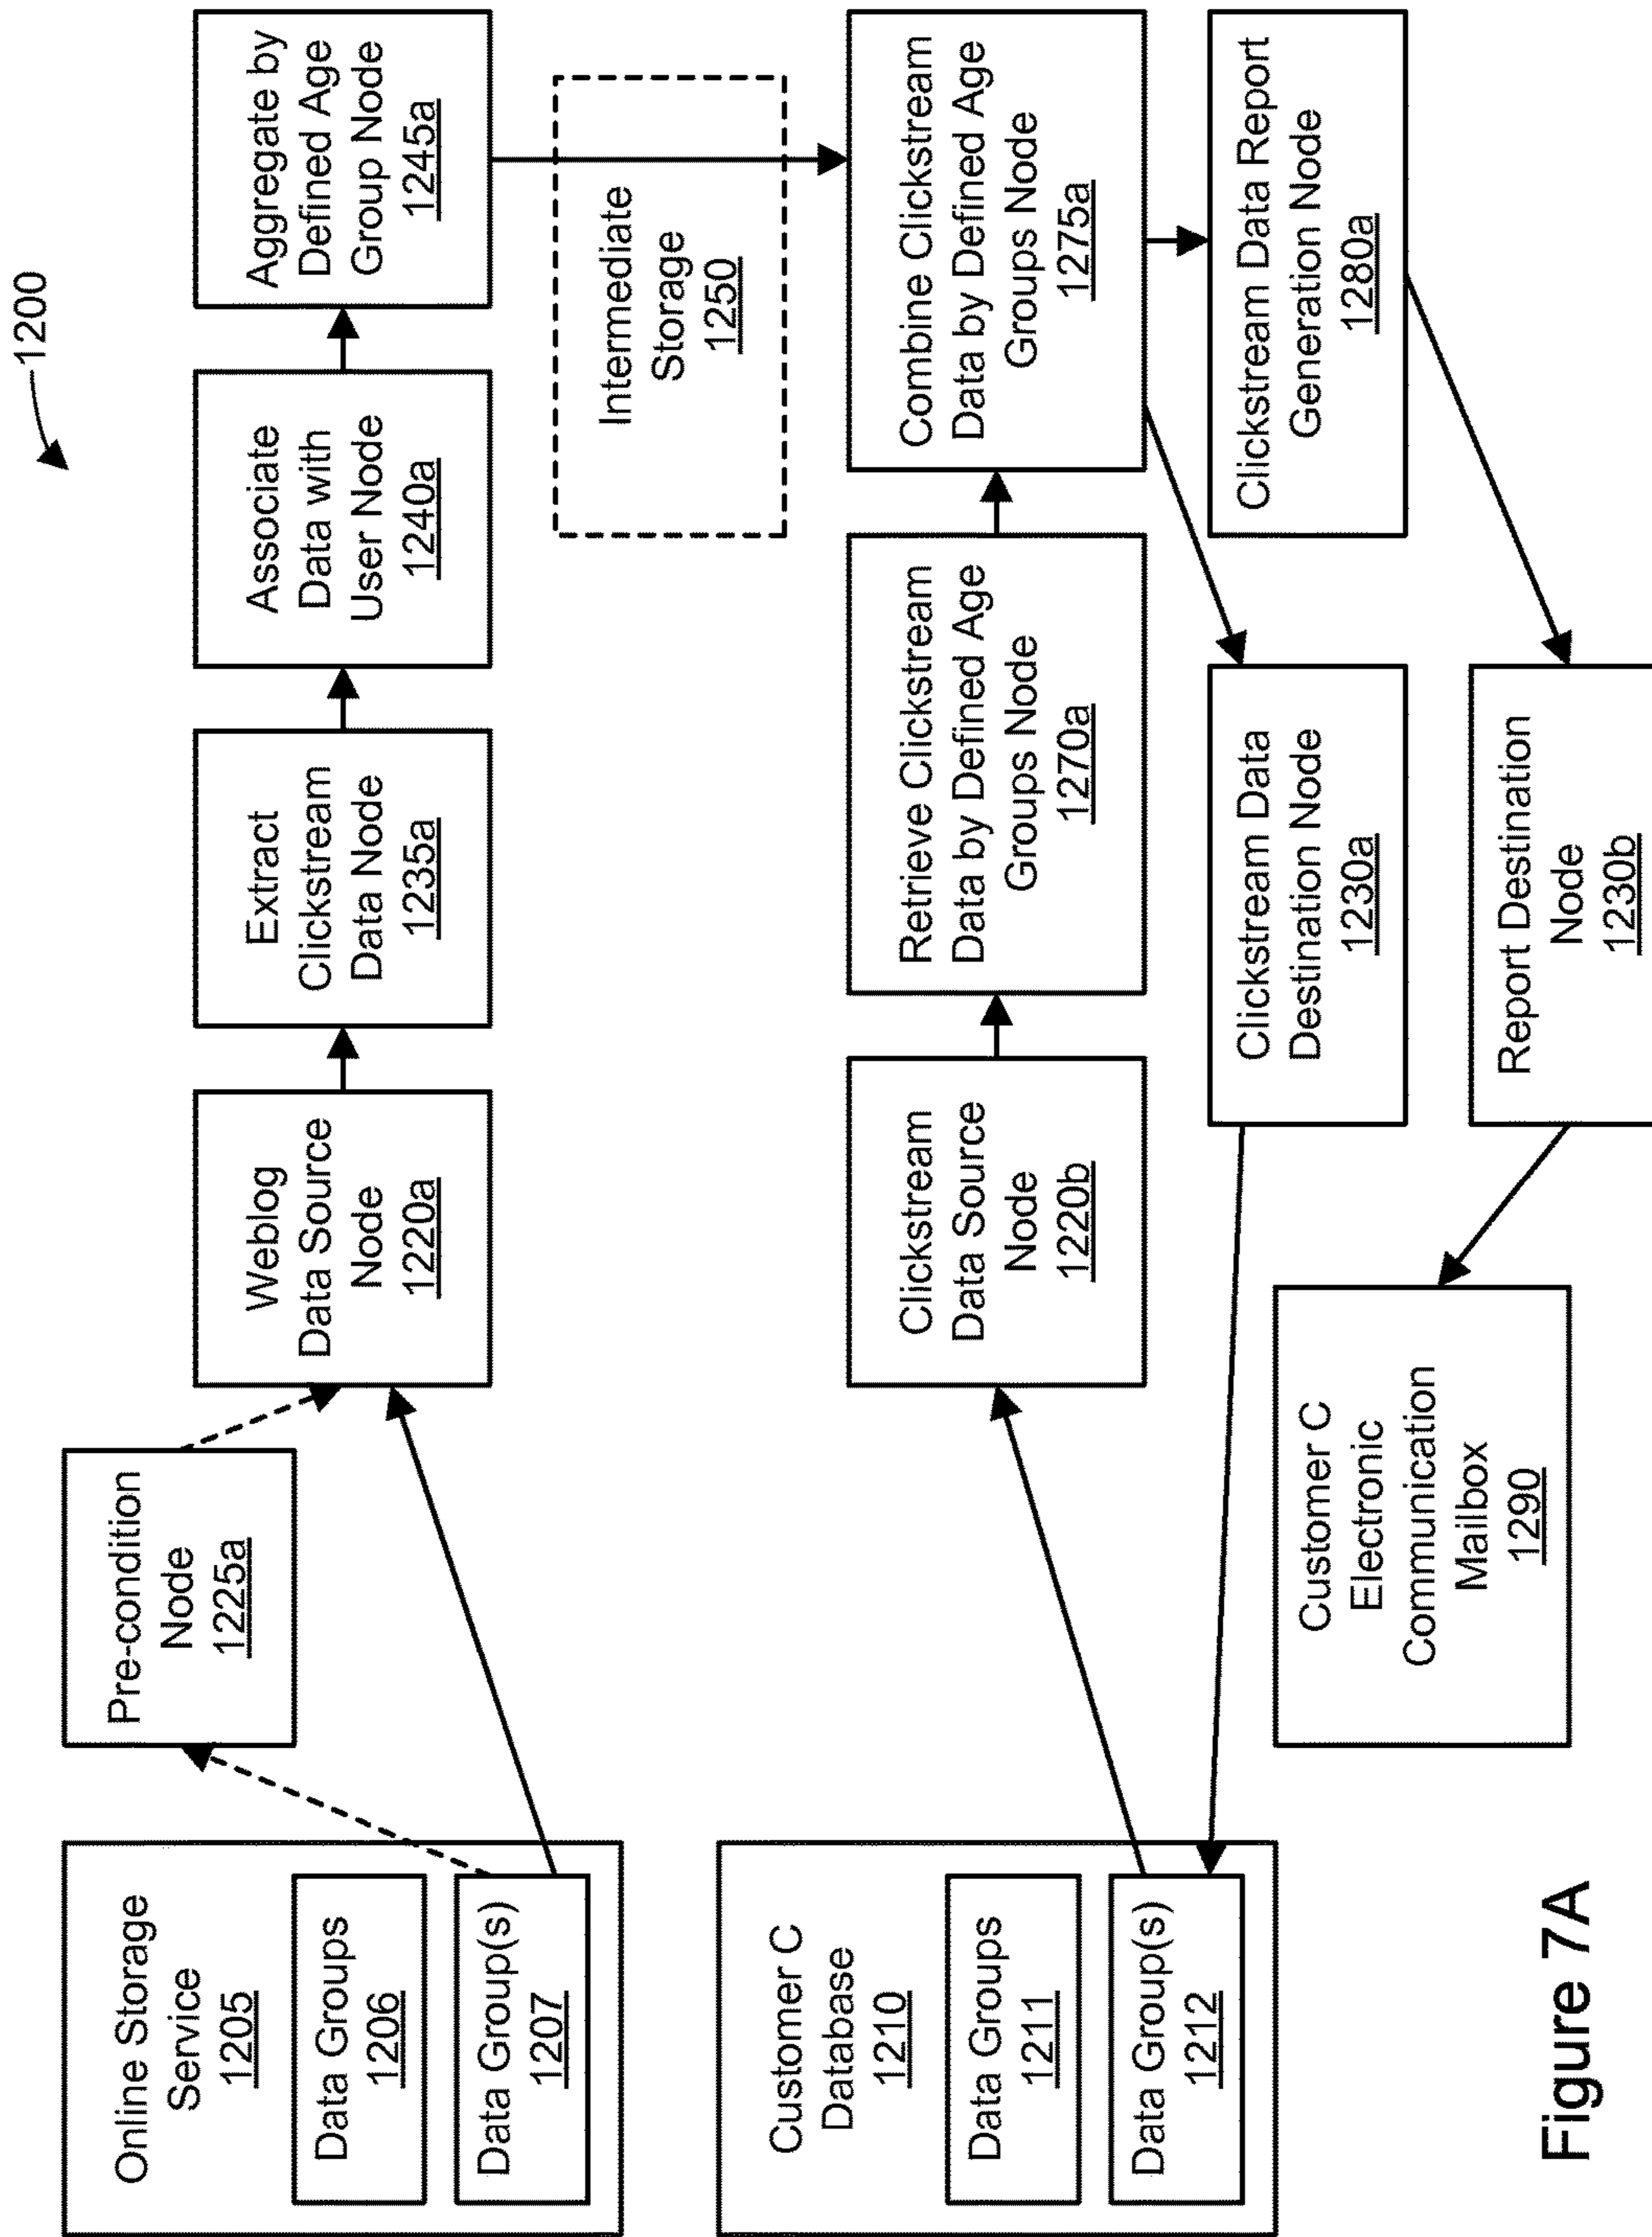 1200
Online Storage
Service
1205
Data Groups
1206
Data Group(s)
1207
Pre-condition
Node
1225a
Weblog
Data Source
Node
1220a
Extract
Clickstream
Data Node
1235a
Associate
Data with
User Node
1240a
Aggregate by
Defined Age
Group Node
1245a
Intermediate
Storage
1250
Customer C
Database
1210
Data Groups
1211
Data Group(s)
1212
Clickstream
Data Source
Node
1220b
Retrieve Clickstream
Data by Defined Age
Groups Node
1270a
Combine Clickstream
Data by Defined Age
Groups Node
1275a
Clickstream Data
Destination Node
1230a
Clickstream Data Report
Generation Node
1280a
Customer C
Electronic
Communication
Mailbox
1290
Report Destination
Node
1230b
Figure 7A